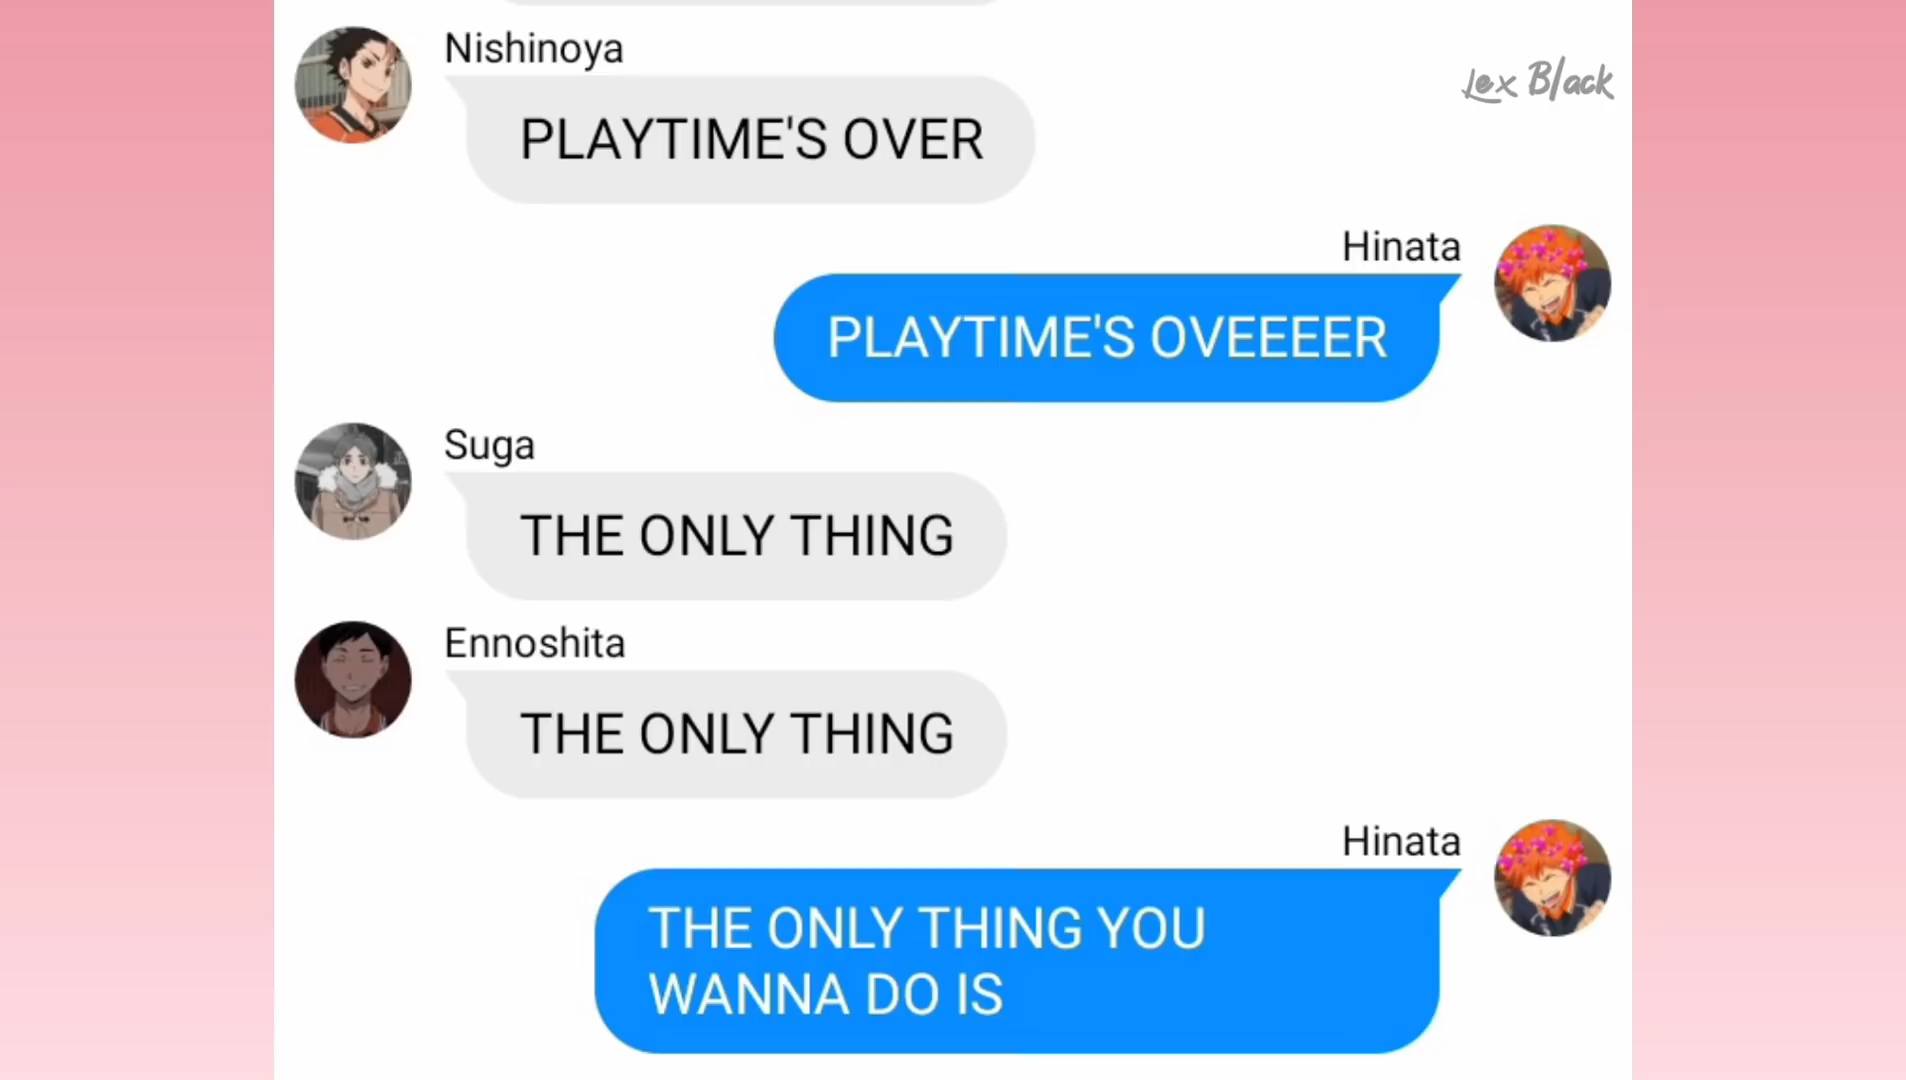 Nishinoya
Lex Black
PLAYTIME'S OVER
Hinata
PLAYTIME'S OVEEEER
Suga
THE ONLY THING
Ennoshita
THE ONLY THING
Hinata
THE ONLY THING YOU
WANNA DO IS